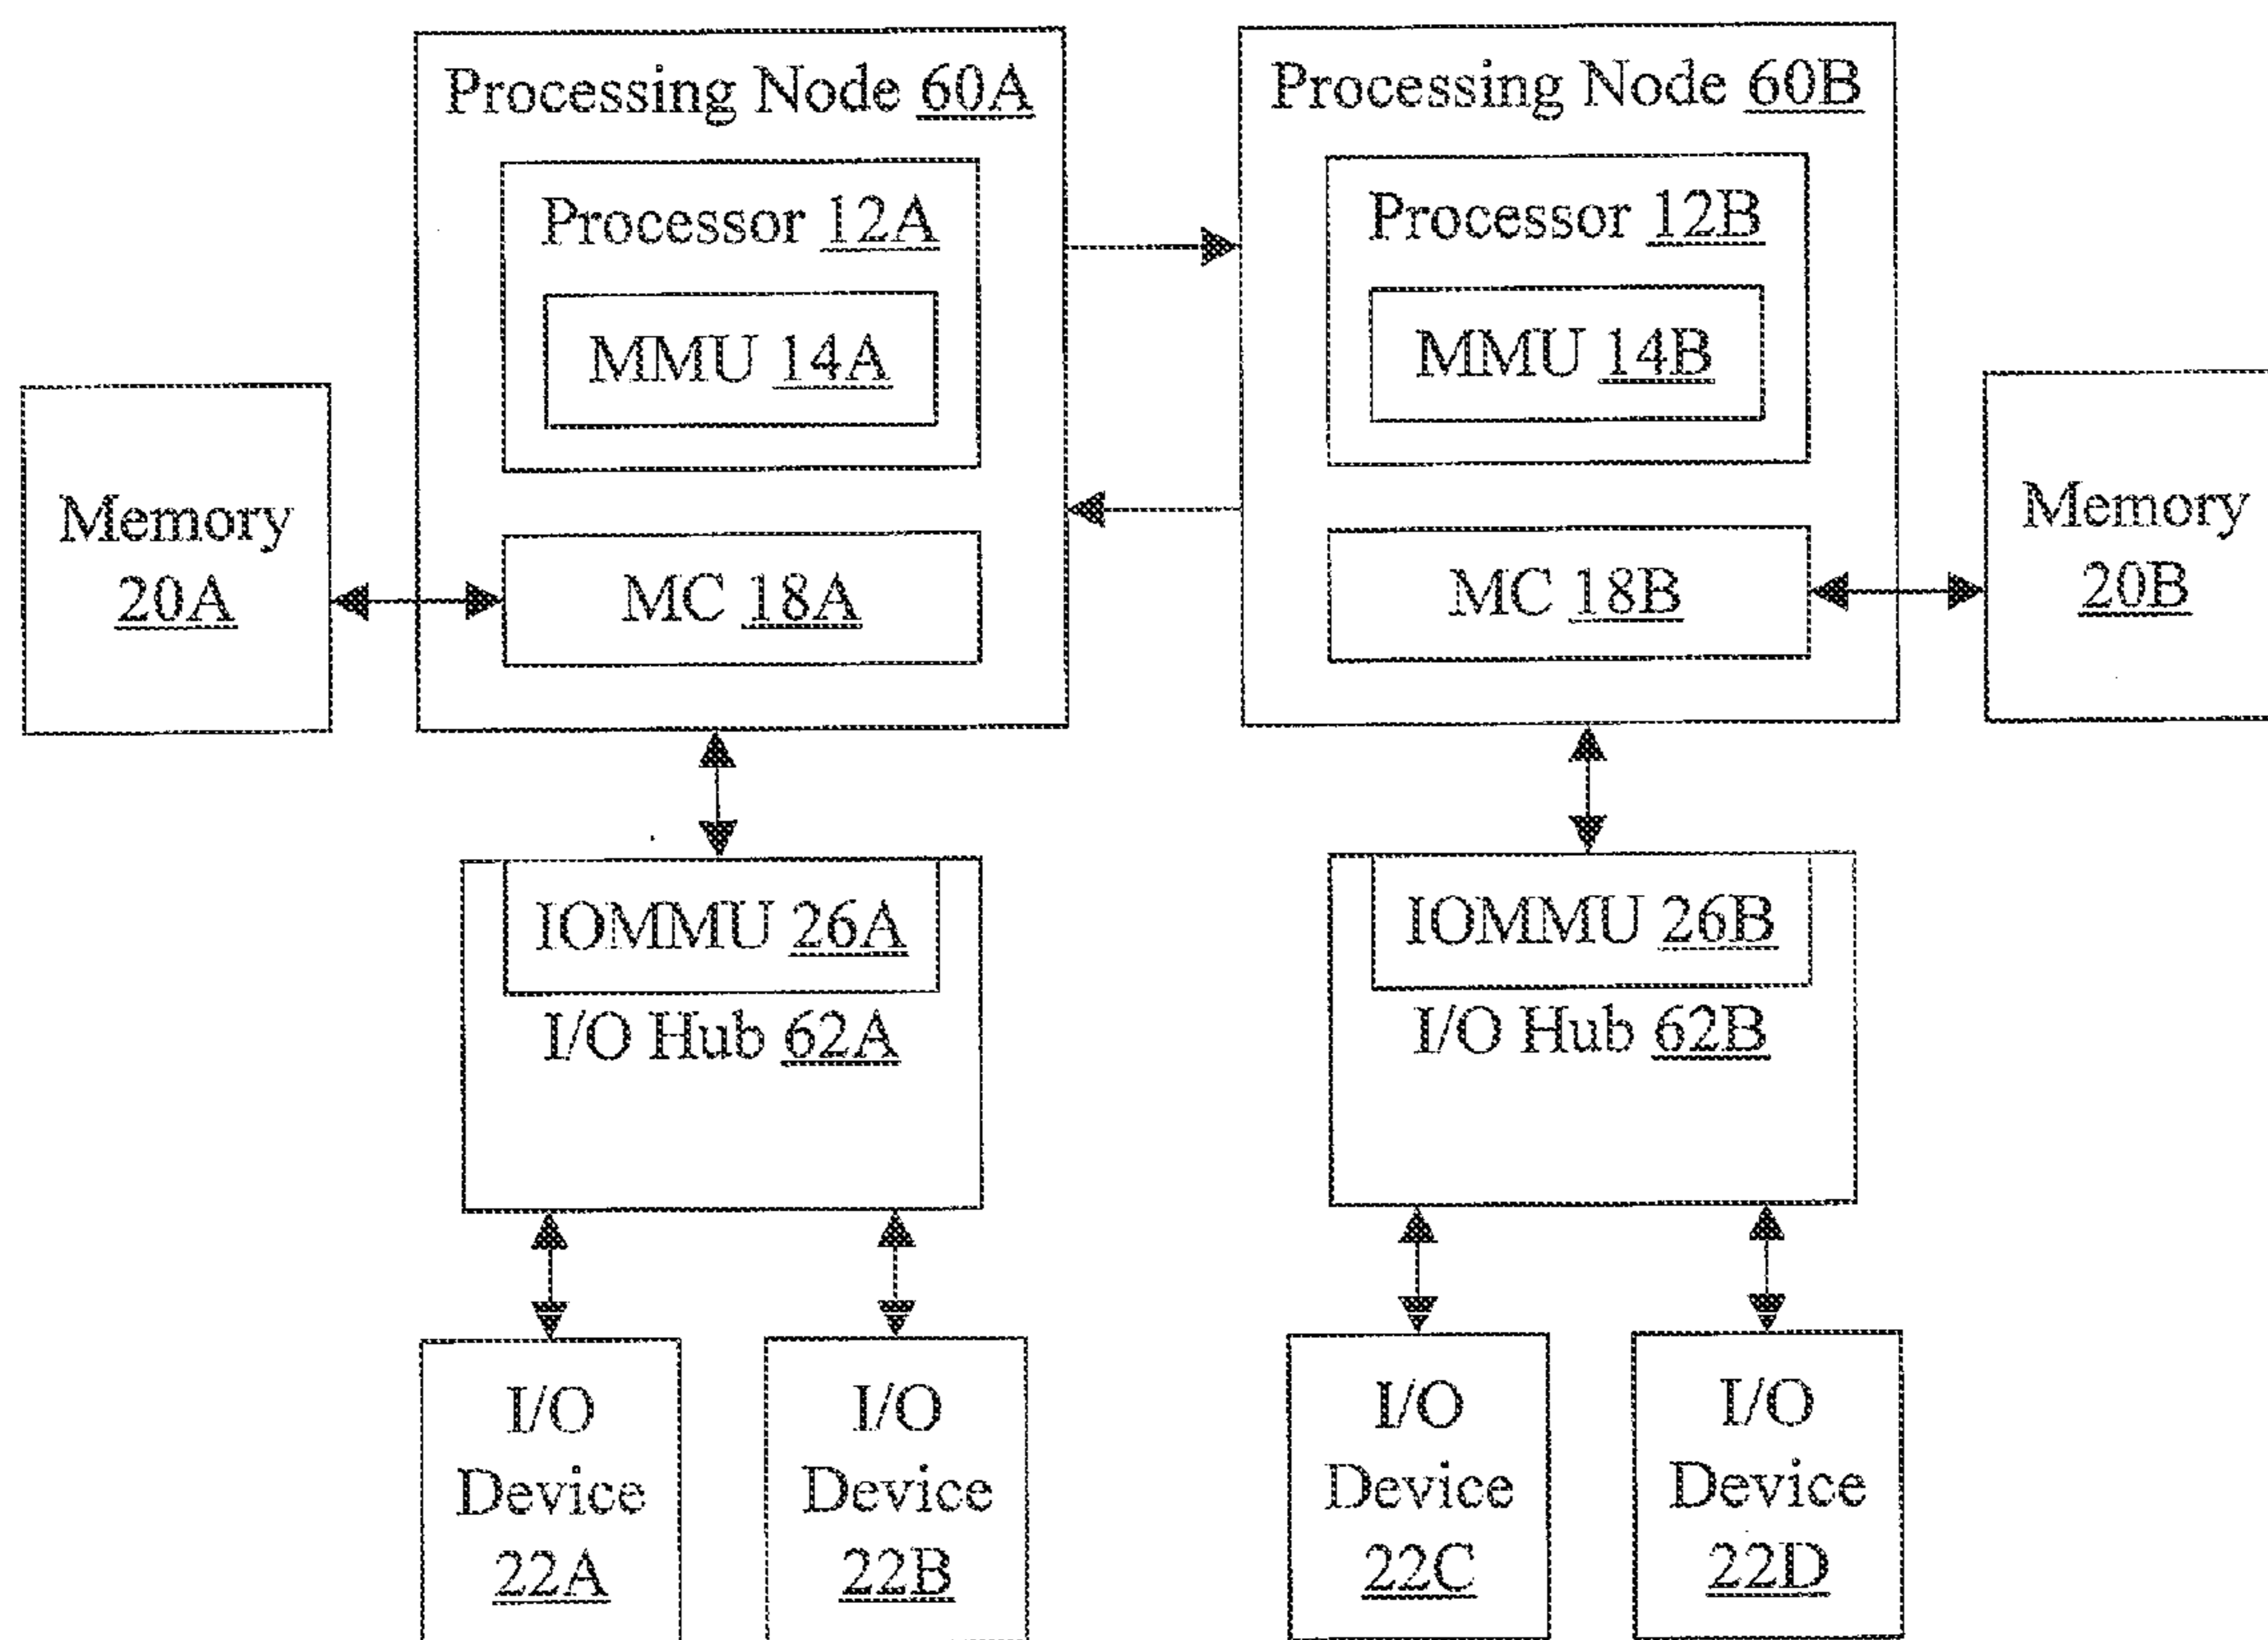 Processing Node 60A
Processor 12A
MMU 14A
MC 18A
Memory
20A
Processing Node 60B
Processor 12B
MMU 14B
MC 18B
Memory
20B
IOMMU 26A
I/O Hub 62A
IOMMU 26B
I/O Hub 62B
I/O
Device
22A
I/O
Device
22B
I/O
Device
22C
I/O
Device
22D